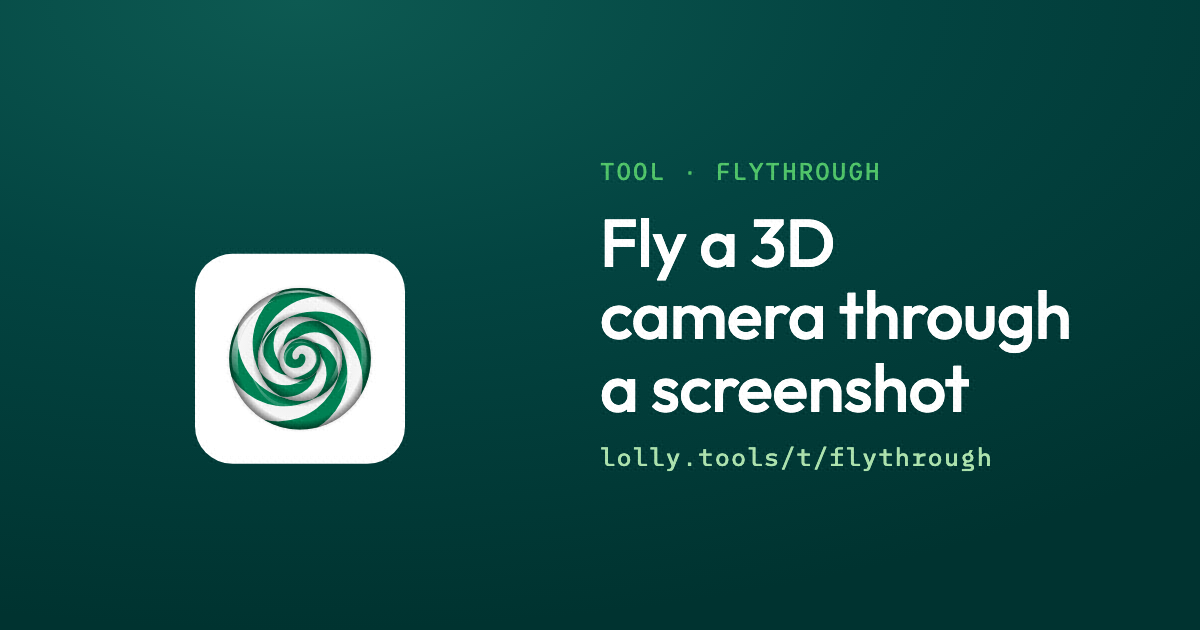 TOOL · FLYTHROUGH
Fly a 3D
camera through
a screenshot
lolly.tools/t/flythrough